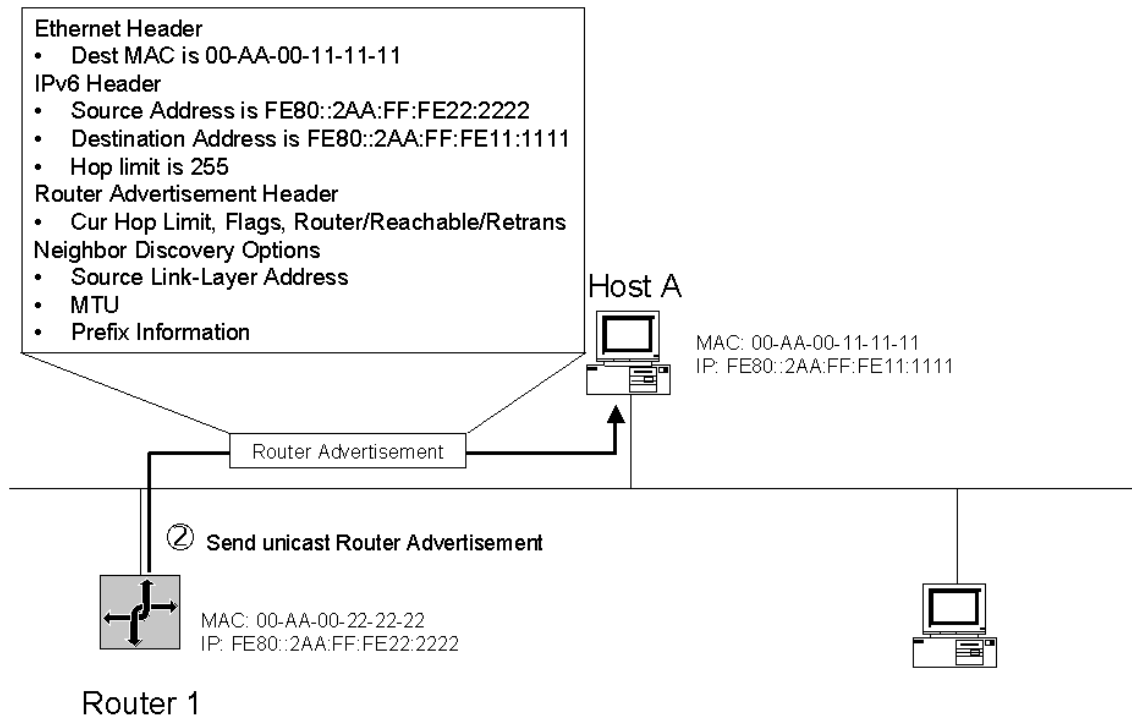 Ethernet Header
• Dest MAC is 00-AA-00-11-11-11
IPv6 Header
• Source Address is FE80::2AA:FF:FE22:2222
• Destination Address is FE80::2AA:FF:FE11:1111
• Hop limit is 255
Router Advertisement Header
• Cur Hop Limit, Flags, Router/Reachable/Retrans
Neighbor Discovery Options
• Source Link-Layer Address
• MTU
• Prefix Information
Host A
MAC: 00-AA-00-11-11-11
IP: FE80::2AA:FF:FE11:1111
Router Advertisement
② Send unicast Router Advertisement
MAC: 00-AA-00-22-22-22
IP: FE80::2AA:FF:FE22:2222
Router 1